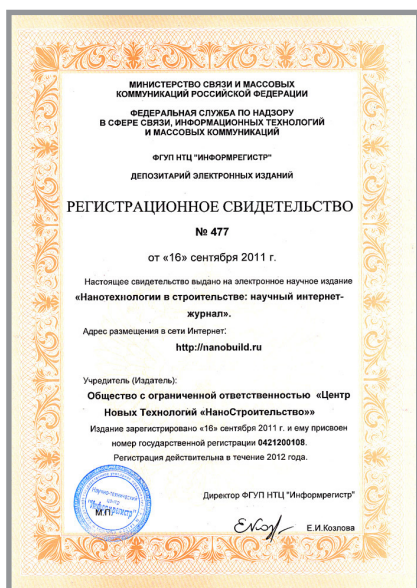 МИНИСТЕРСТВО СВЯЗИ И МАССОВЫХ
КОММУНИКАЦИЙ РОССИЙСКОЙ ФЕДЕРАЦИИ
ФЕДЕРАЛЬНАЯ СЛУЖБА ПО НАДЗОРУ
В СФЕРЕ СВЯЗИ, ИНФОРМАЦИОННЫХ ТЕХНОЛОГИЙ
И МАССОВЫХ КОММУНИКАЦИЙ
ФГУП НТЦ "ИНФОРМРЕГИСТР"
ДЕПОЗИТАРИЙ ЭЛЕКТРОННЫХ ИЗДАНИЙ
РЕГИСТРАЦИОННОЕ СВИДЕТЕЛЬСТВО
№ 477
от «16» сентября 2011 г.
Настоящее свидетельство выдано на электронное научное издание
«Нанотехнологии в строительстве: научный интернет-
журнал».
Адрес размещения в сети Интернет:
http://nanobuild.ru
Учредитель (Издатель):
Общество с ограниченной ответственностью «Центр
Новых Технологий «НаноСтроительство»»
Издание зарегистрировано «16» сентября 2011 г. и ему присвоен
номер государственной регистрации 0421200108.
Регистрация действительна в течение 2012 года.
Директор ФГУП НТЦ "Информрегистр"
Научно-технический
центр
"Информрегистр"
М.П.
Е.И.Козлова